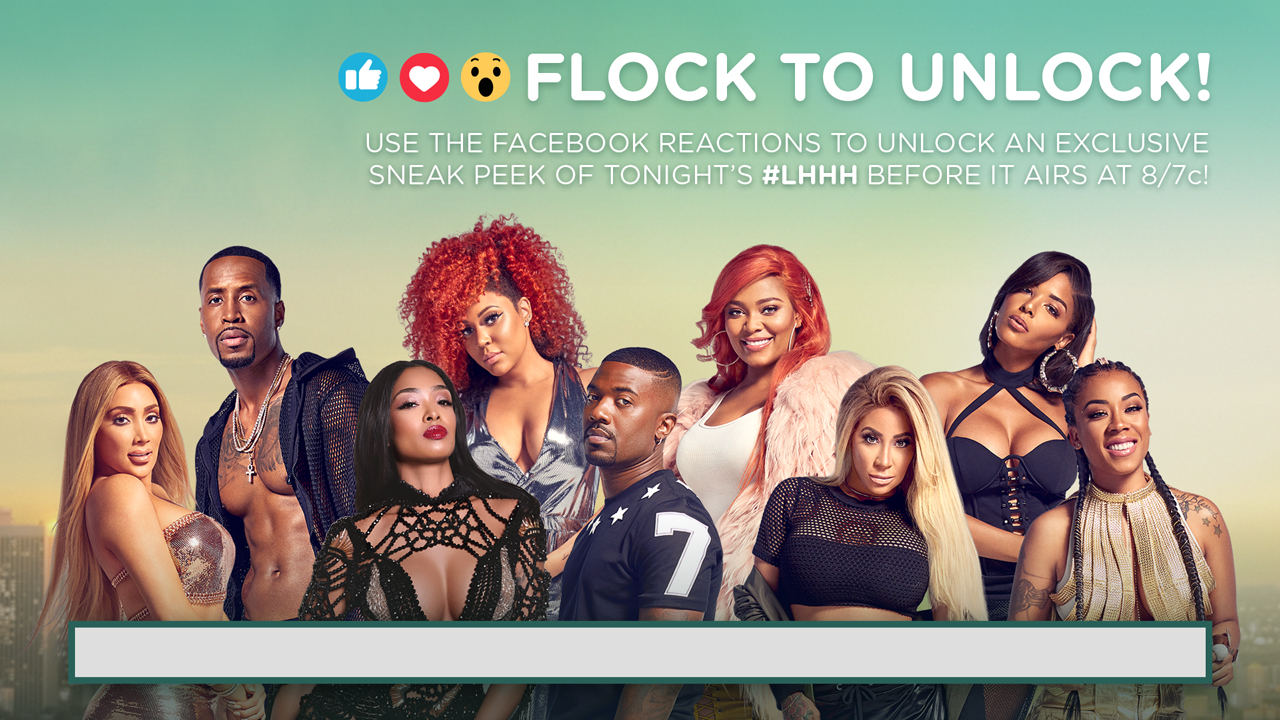 FLOCK TO UNLOCK!
USE THE FACEBOOK REACTIONS TO UNLOCK AN EXCLUSIVE
SNEAK PEEK OF TONIGHT'S #LHHH BEFORE IT AIRS AT 8/7c!
7